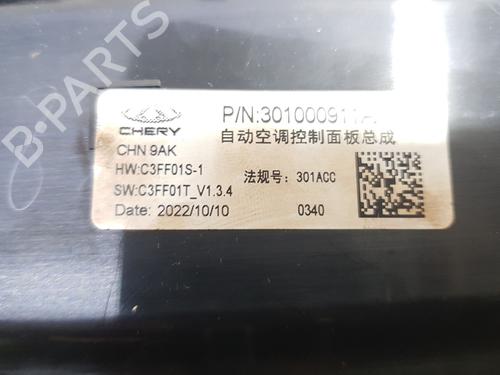 CHERY
P/N:301000911A
自动空调控制面板总成
CHN 9AK
HW:C3FF01S-1
法规号: 301ACC
SW:C3FF01T_V1.3.4
Date: 2022/10/10
0340